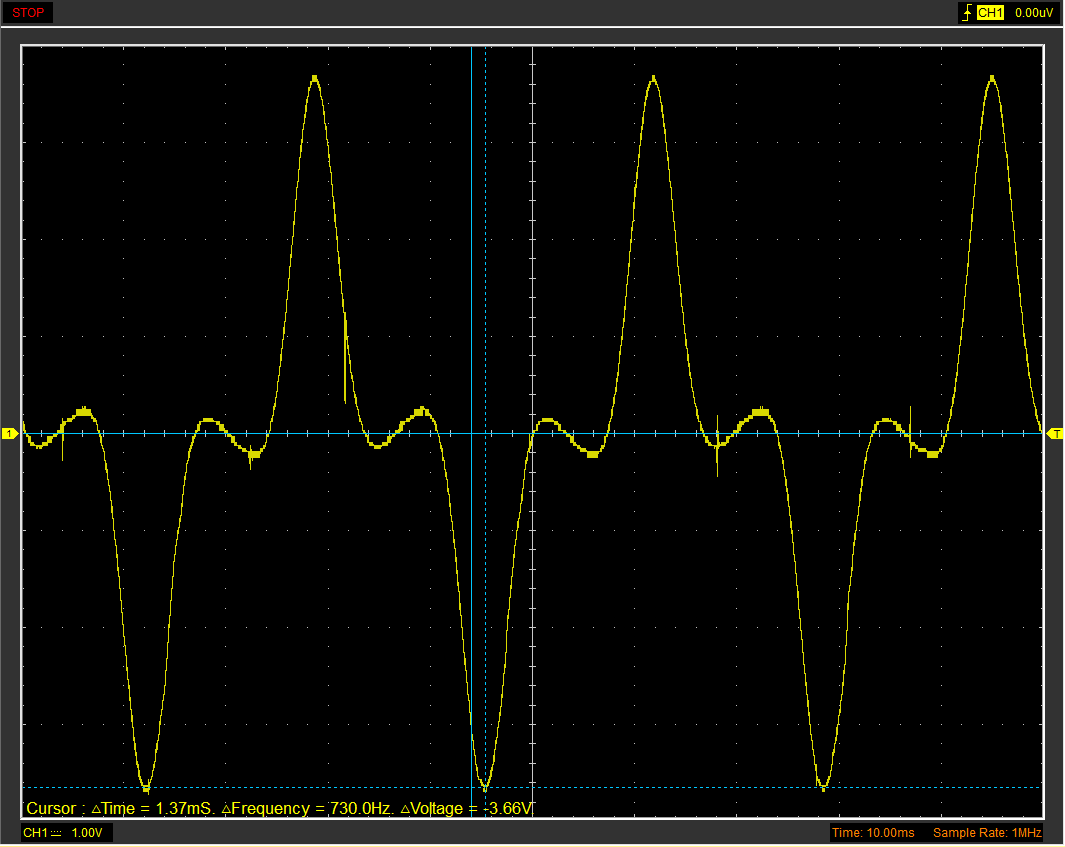 STOP
CH1 0.00uV
1
T
Cursor : △Time = 1.37mS. △Frequency = 730.0Hz. △Voltage = -3.66V
CH1 ⎓ 1.00V
Time: 10.00ms Sample Rate: 1MHz